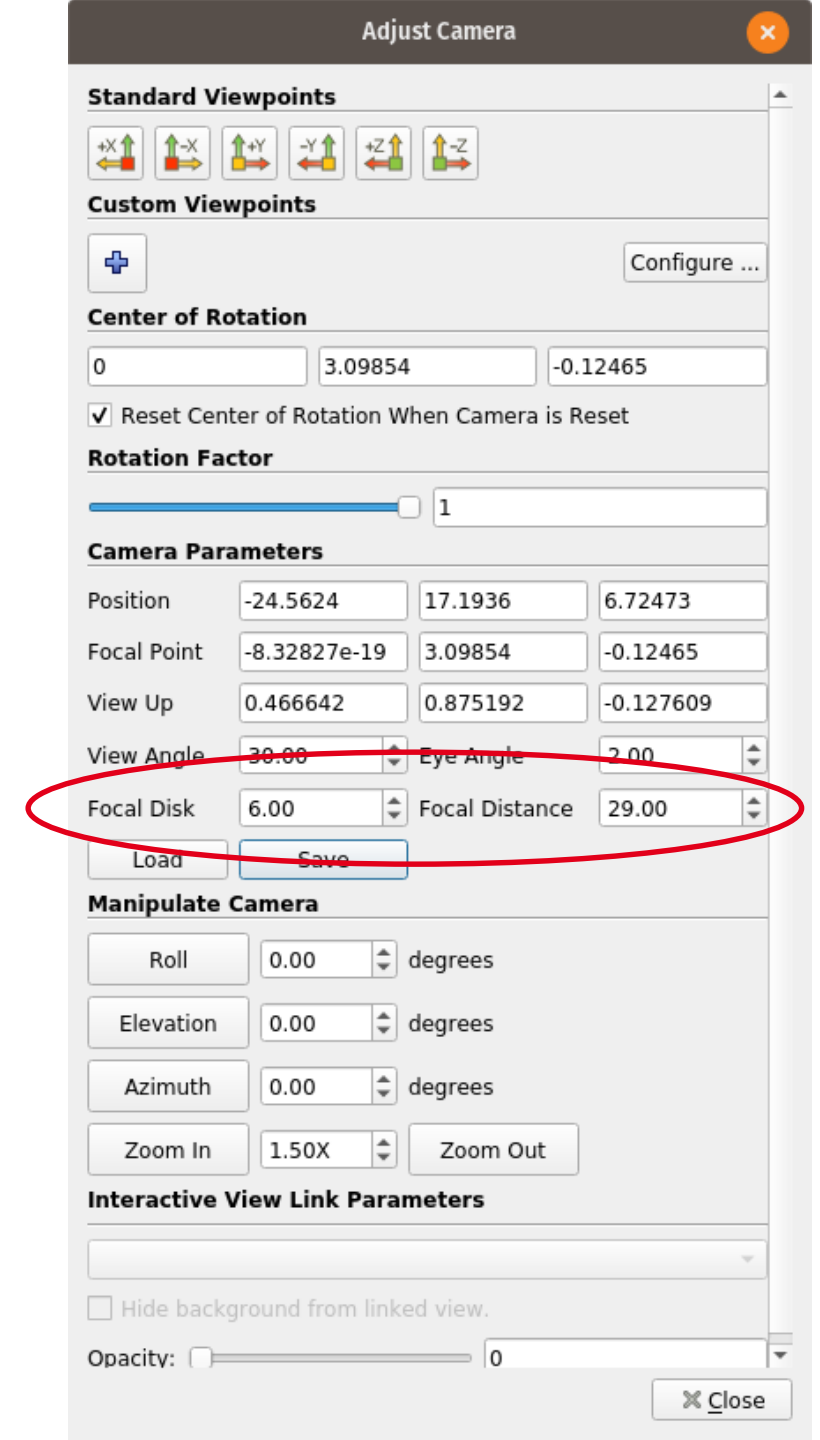 Adjust Camera
Standard Viewpoints
+X -X +Y -Y +Z -Z
Custom Viewpoints
Configure ...
Center of Rotation
0 3.09854 -0.12465
Reset Center of Rotation When Camera is Reset
Rotation Factor
1
Camera Parameters
Position -24.5624 17.1936 6.72473
Focal Point -8.32827e-19 3.09854 -0.12465
View Up 0.466642 0.875192 -0.127609
View Angle 30.00 Eye Angle 2.00
Focal Disk 6.00 Focal Distance 29.00
Load Save
Manipulate Camera
Roll 0.00 degrees
Elevation 0.00 degrees
Azimuth 0.00 degrees
Zoom In 1.50X Zoom Out
Interactive View Link Parameters
Hide background from linked view.
Opacity: 0
Close